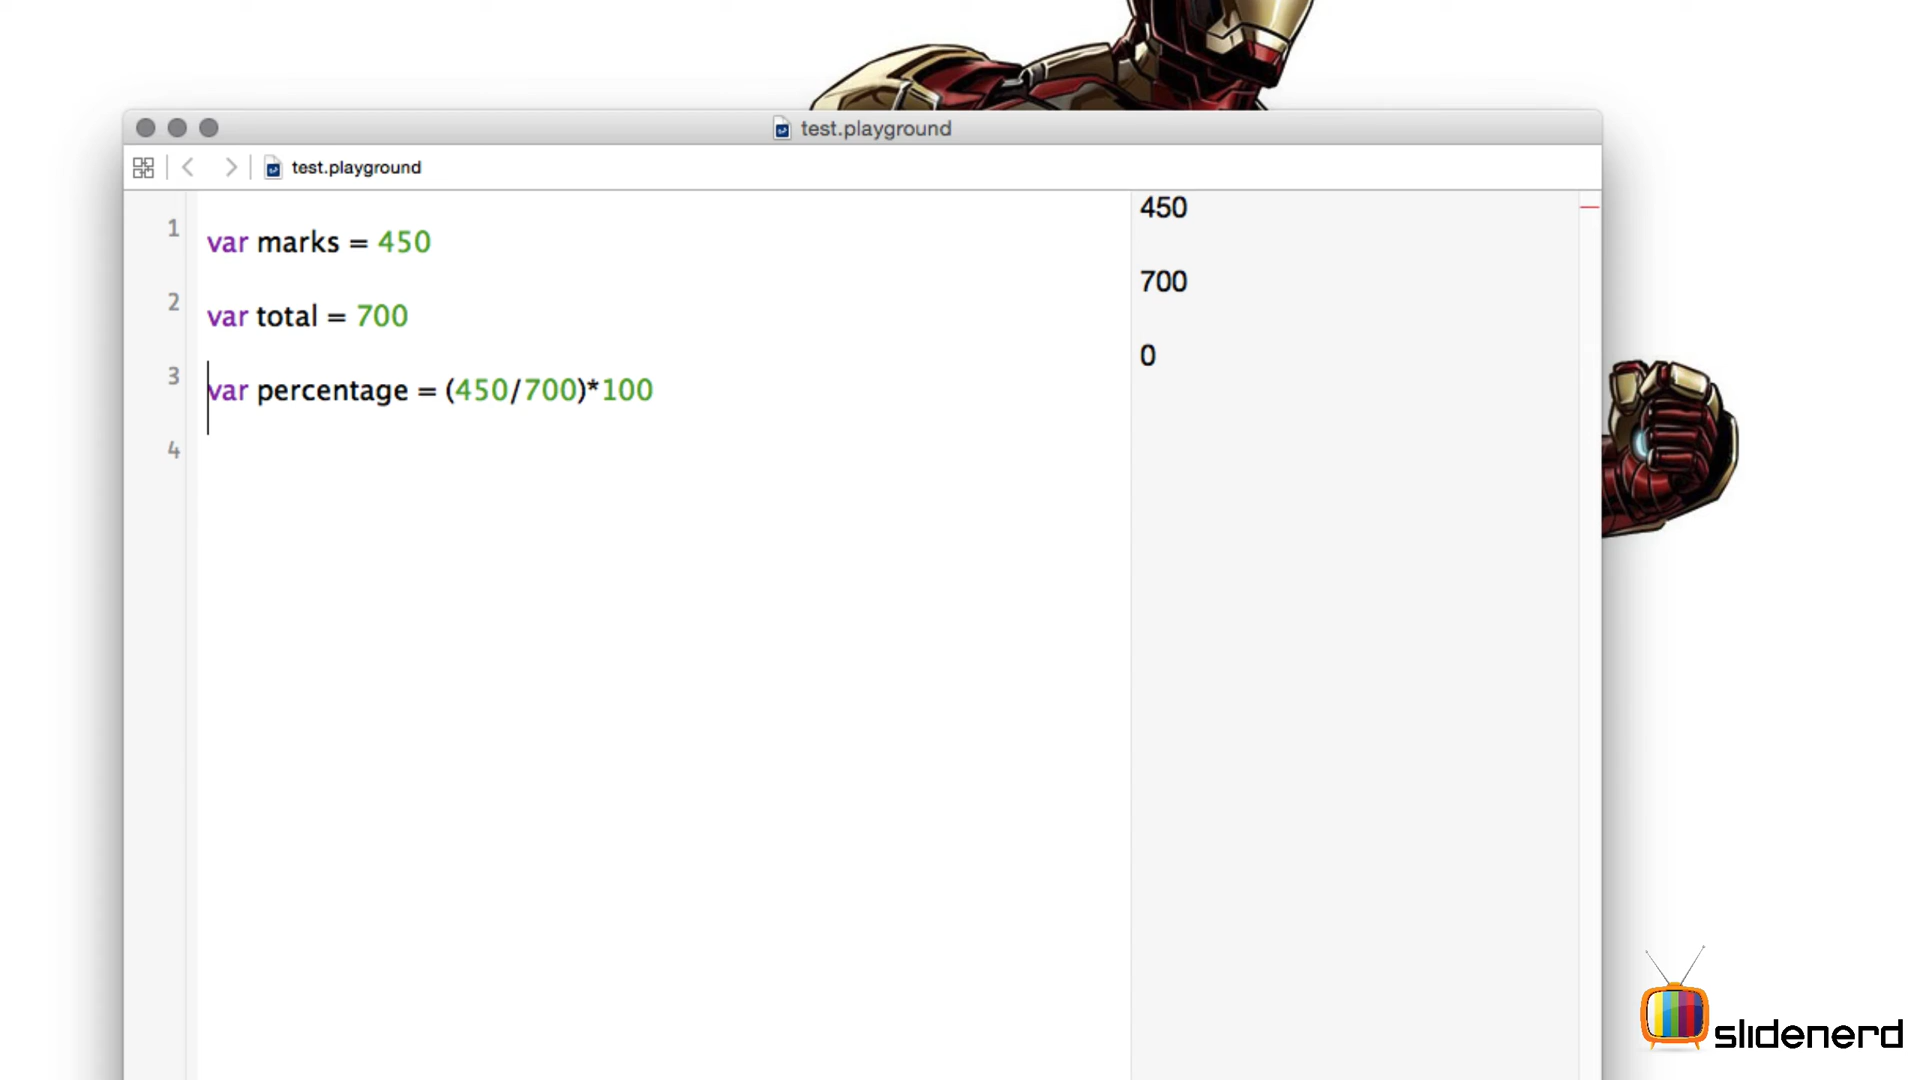 test.playground
test.playground
1 var marks = 450
450
2 var total = 700
700
3 var percentage = (450/700)*100
0
4
slidenerd